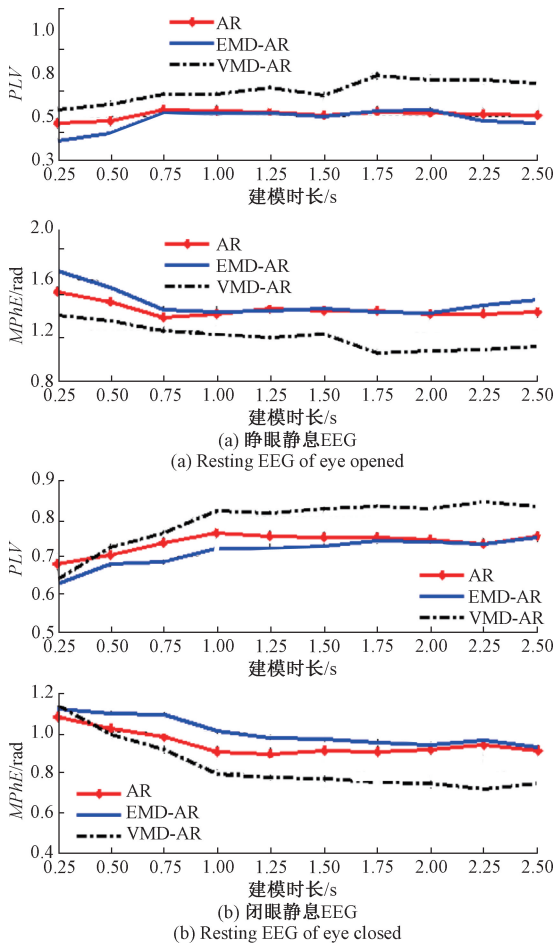 1.0
0.8
0.5
0.3
PLV
AR
EMD-AR
VMD-AR
0.25 0.50 0.75 1.00 1.25 1.50 1.75 2.00 2.25 2.50
建模时长/s
2.0
1.6
1.2
0.8
MPhE/rad
AR
EMD-AR
VMD-AR
0.25 0.50 0.75 1.00 1.25 1.50 1.75 2.00 2.25 2.50
建模时长/s
(a) 睁眼静息EEG
(a) Resting EEG of eye opened
0.9
0.8
0.7
0.6
0.5
PLV
AR
EMD-AR
VMD-AR
0.25 0.50 0.75 1.00 1.25 1.50 1.75 2.00 2.25 2.50
建模时长/s
1.2
1.0
0.8
0.6
0.4
MPhE/rad
AR
EMD-AR
VMD-AR
0.25 0.50 0.75 1.00 1.25 1.50 1.75 2.00 2.25 2.50
建模时长/s
(b) 闭眼静息EEG
(b) Resting EEG of eye closed